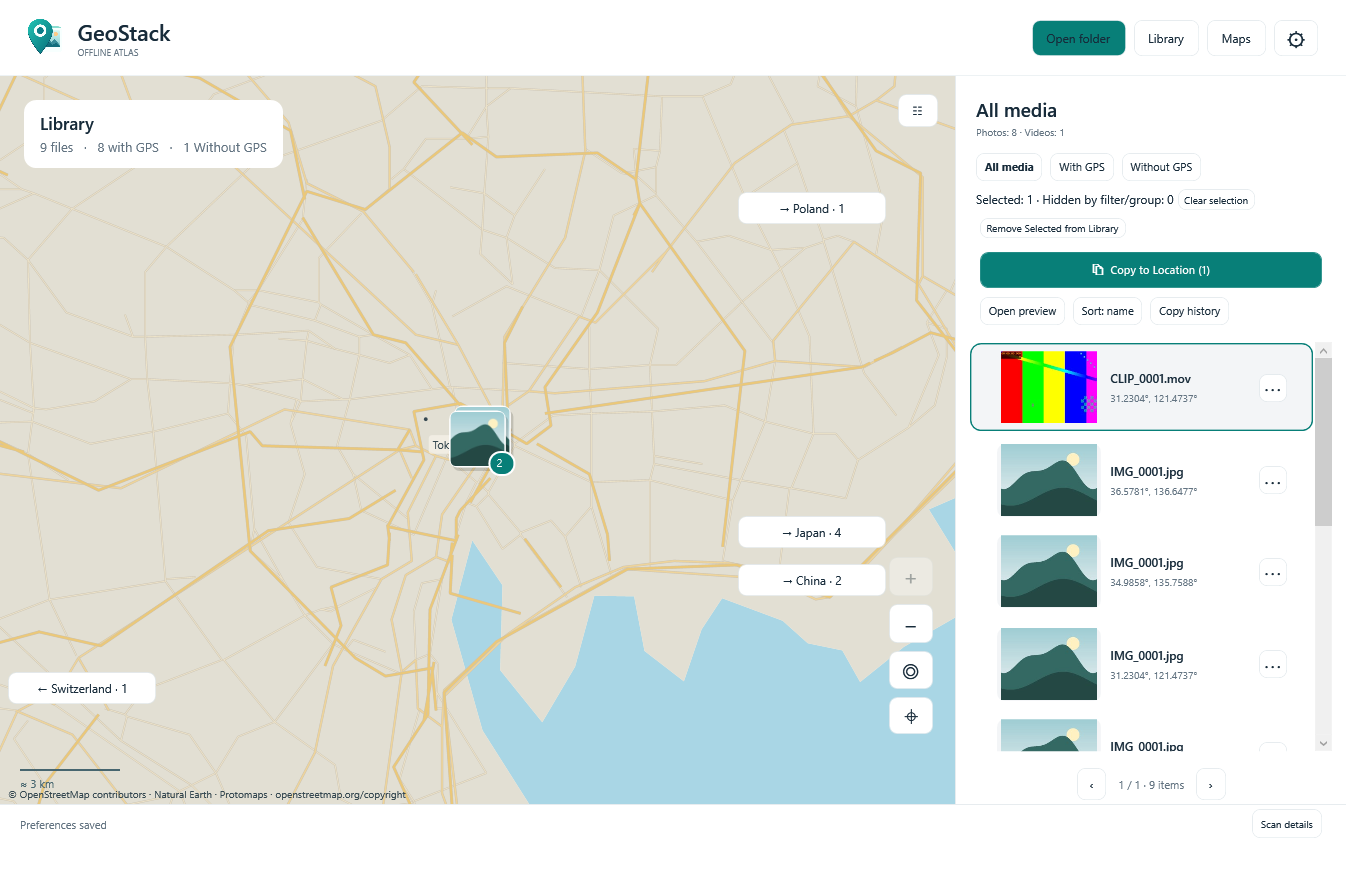 GeoStack
OFFLINE ATLAS
Open folder
Library
Maps
Library
9 files · 8 with GPS · 1 Without GPS
→ Poland · 1
Tok
2
→ Japan · 4
→ China · 2
+
−
← Switzerland · 1
≈ 3 km
© OpenStreetMap contributors · Natural Earth · Protomaps · openstreetmap.org/copyright
All media
Photos: 8 · Videos: 1
All media
With GPS
Without GPS
Selected: 1 · Hidden by filter/group: 0
Clear selection
Remove Selected from Library
Copy to Location (1)
Open preview
Sort: name
Copy history
CLIP_0001.mov
31.2304°, 121.4737°
...
IMG_0001.jpg
36.5781°, 136.6477°
...
IMG_0001.jpg
34.9858°, 135.7588°
...
IMG_0001.jpg
31.2304°, 121.4737°
...
IMG_0001.jpg
‹
1 / 1 · 9 items
›
Preferences saved
Scan details